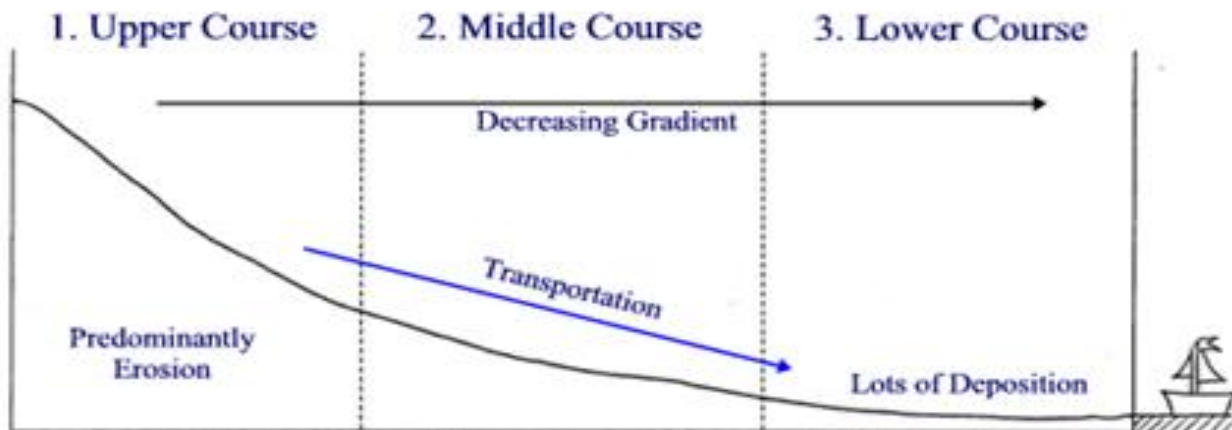 1. Upper Course
2. Middle Course
3. Lower Course
Decreasing Gradient
Transportation
Predominantly
Erosion
Lots of Deposition